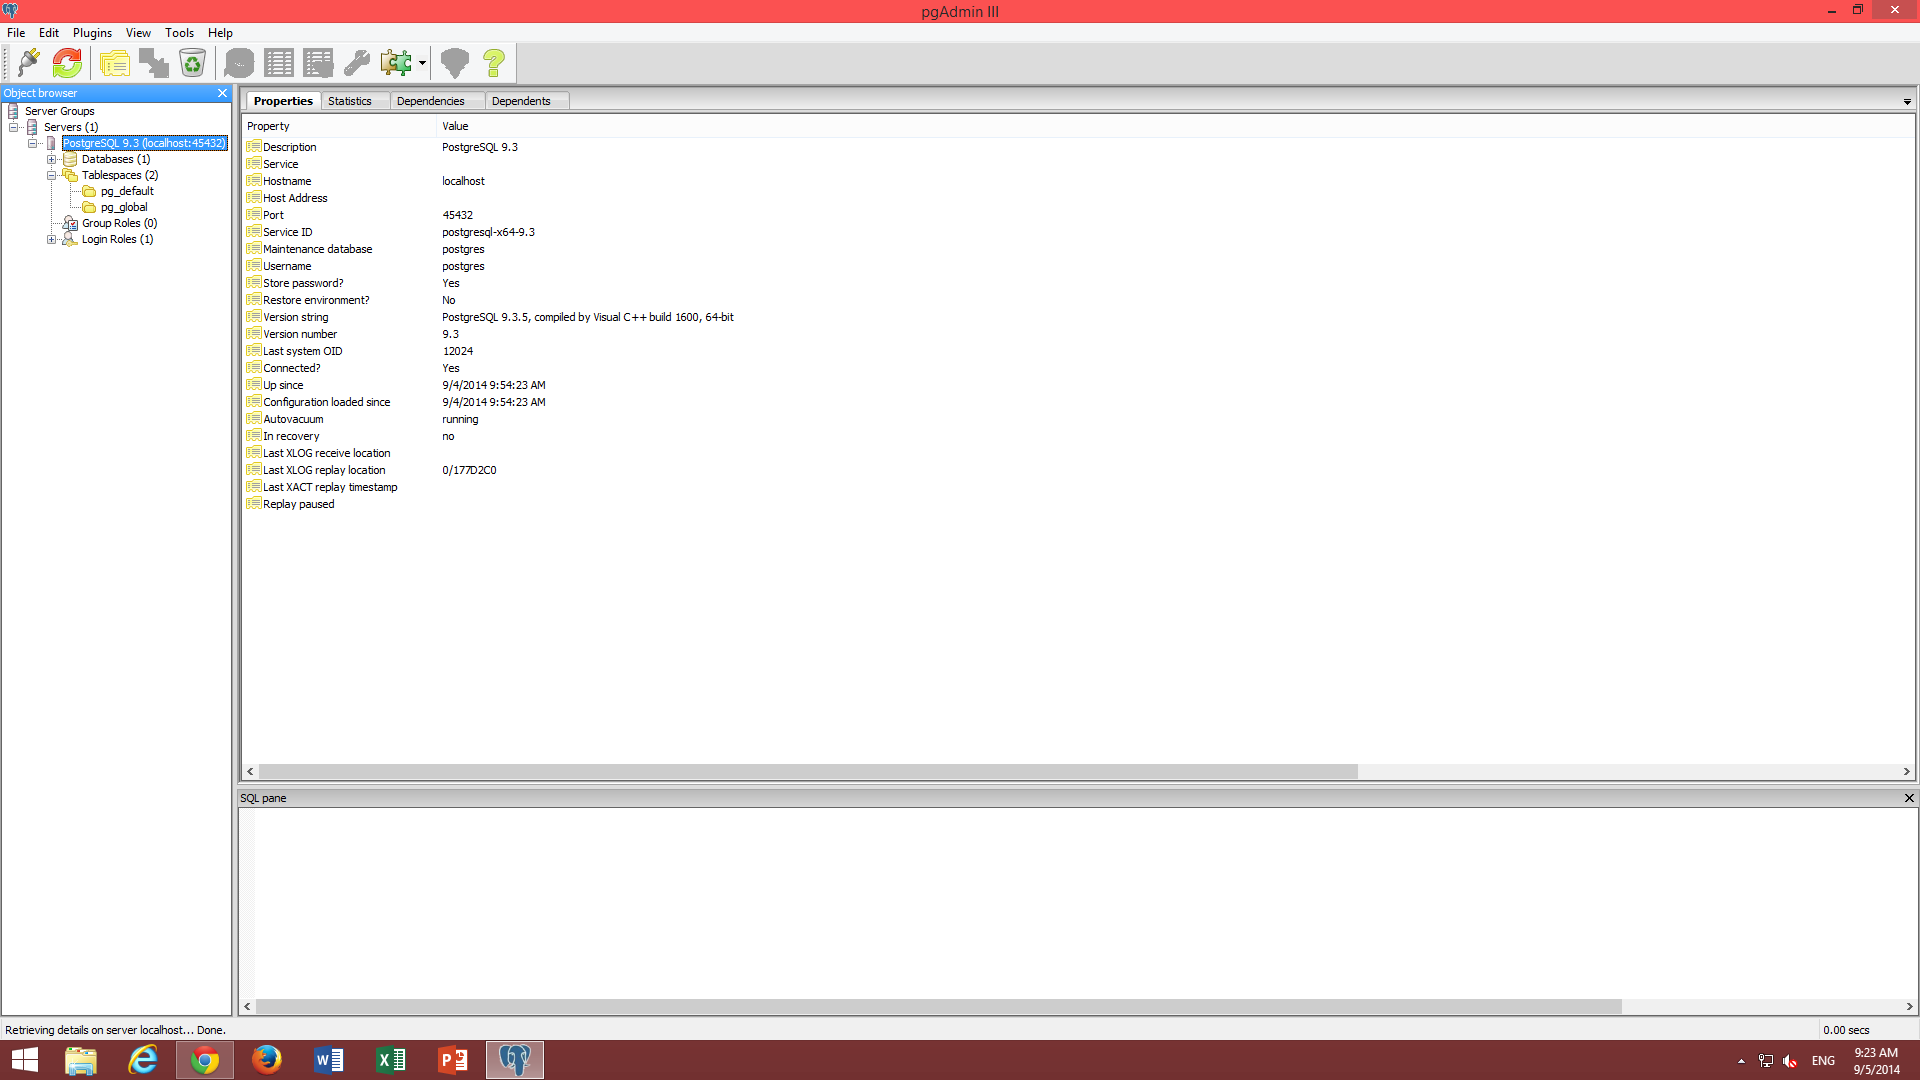 pgAdmin III
File Edit Plugins View Tools Help
Object browser
Server Groups
Servers (1)
PostgreSQL 9.3 (localhost:45432)
Databases (1)
Tablespaces (2)
pg_default
pg_global
Group Roles (0)
Login Roles (1)
Properties Statistics Dependencies Dependents
Property Value
Description PostgreSQL 9.3
Service
Hostname localhost
Host Address
Port 45432
Service ID postgresql-x64-9.3
Maintenance database postgres
Username postgres
Store password? Yes
Restore environment? No
Version string PostgreSQL 9.3.5, compiled by Visual C++ build 1600, 64-bit
Version number 9.3
Last system OID 12024
Connected? Yes
Up since 9/4/2014 9:54:23 AM
Configuration loaded since 9/4/2014 9:54:23 AM
Autovacuum running
In recovery no
Last XLOG receive location
Last XLOG replay location 0/177D2C0
Last XACT replay timestamp
Replay paused
SQL pane
Retrieving details on server localhost... Done. 0.00 secs
ENG 9:23 AM
9/5/2014